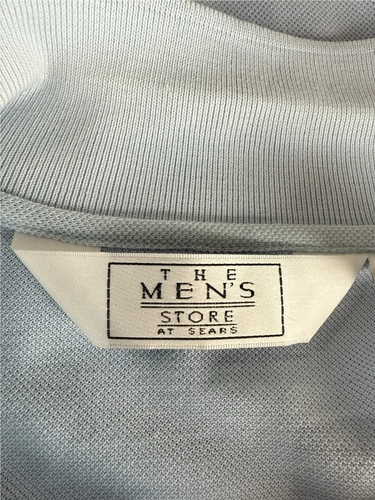 THE
MEN'S
STORE
AT SEARS